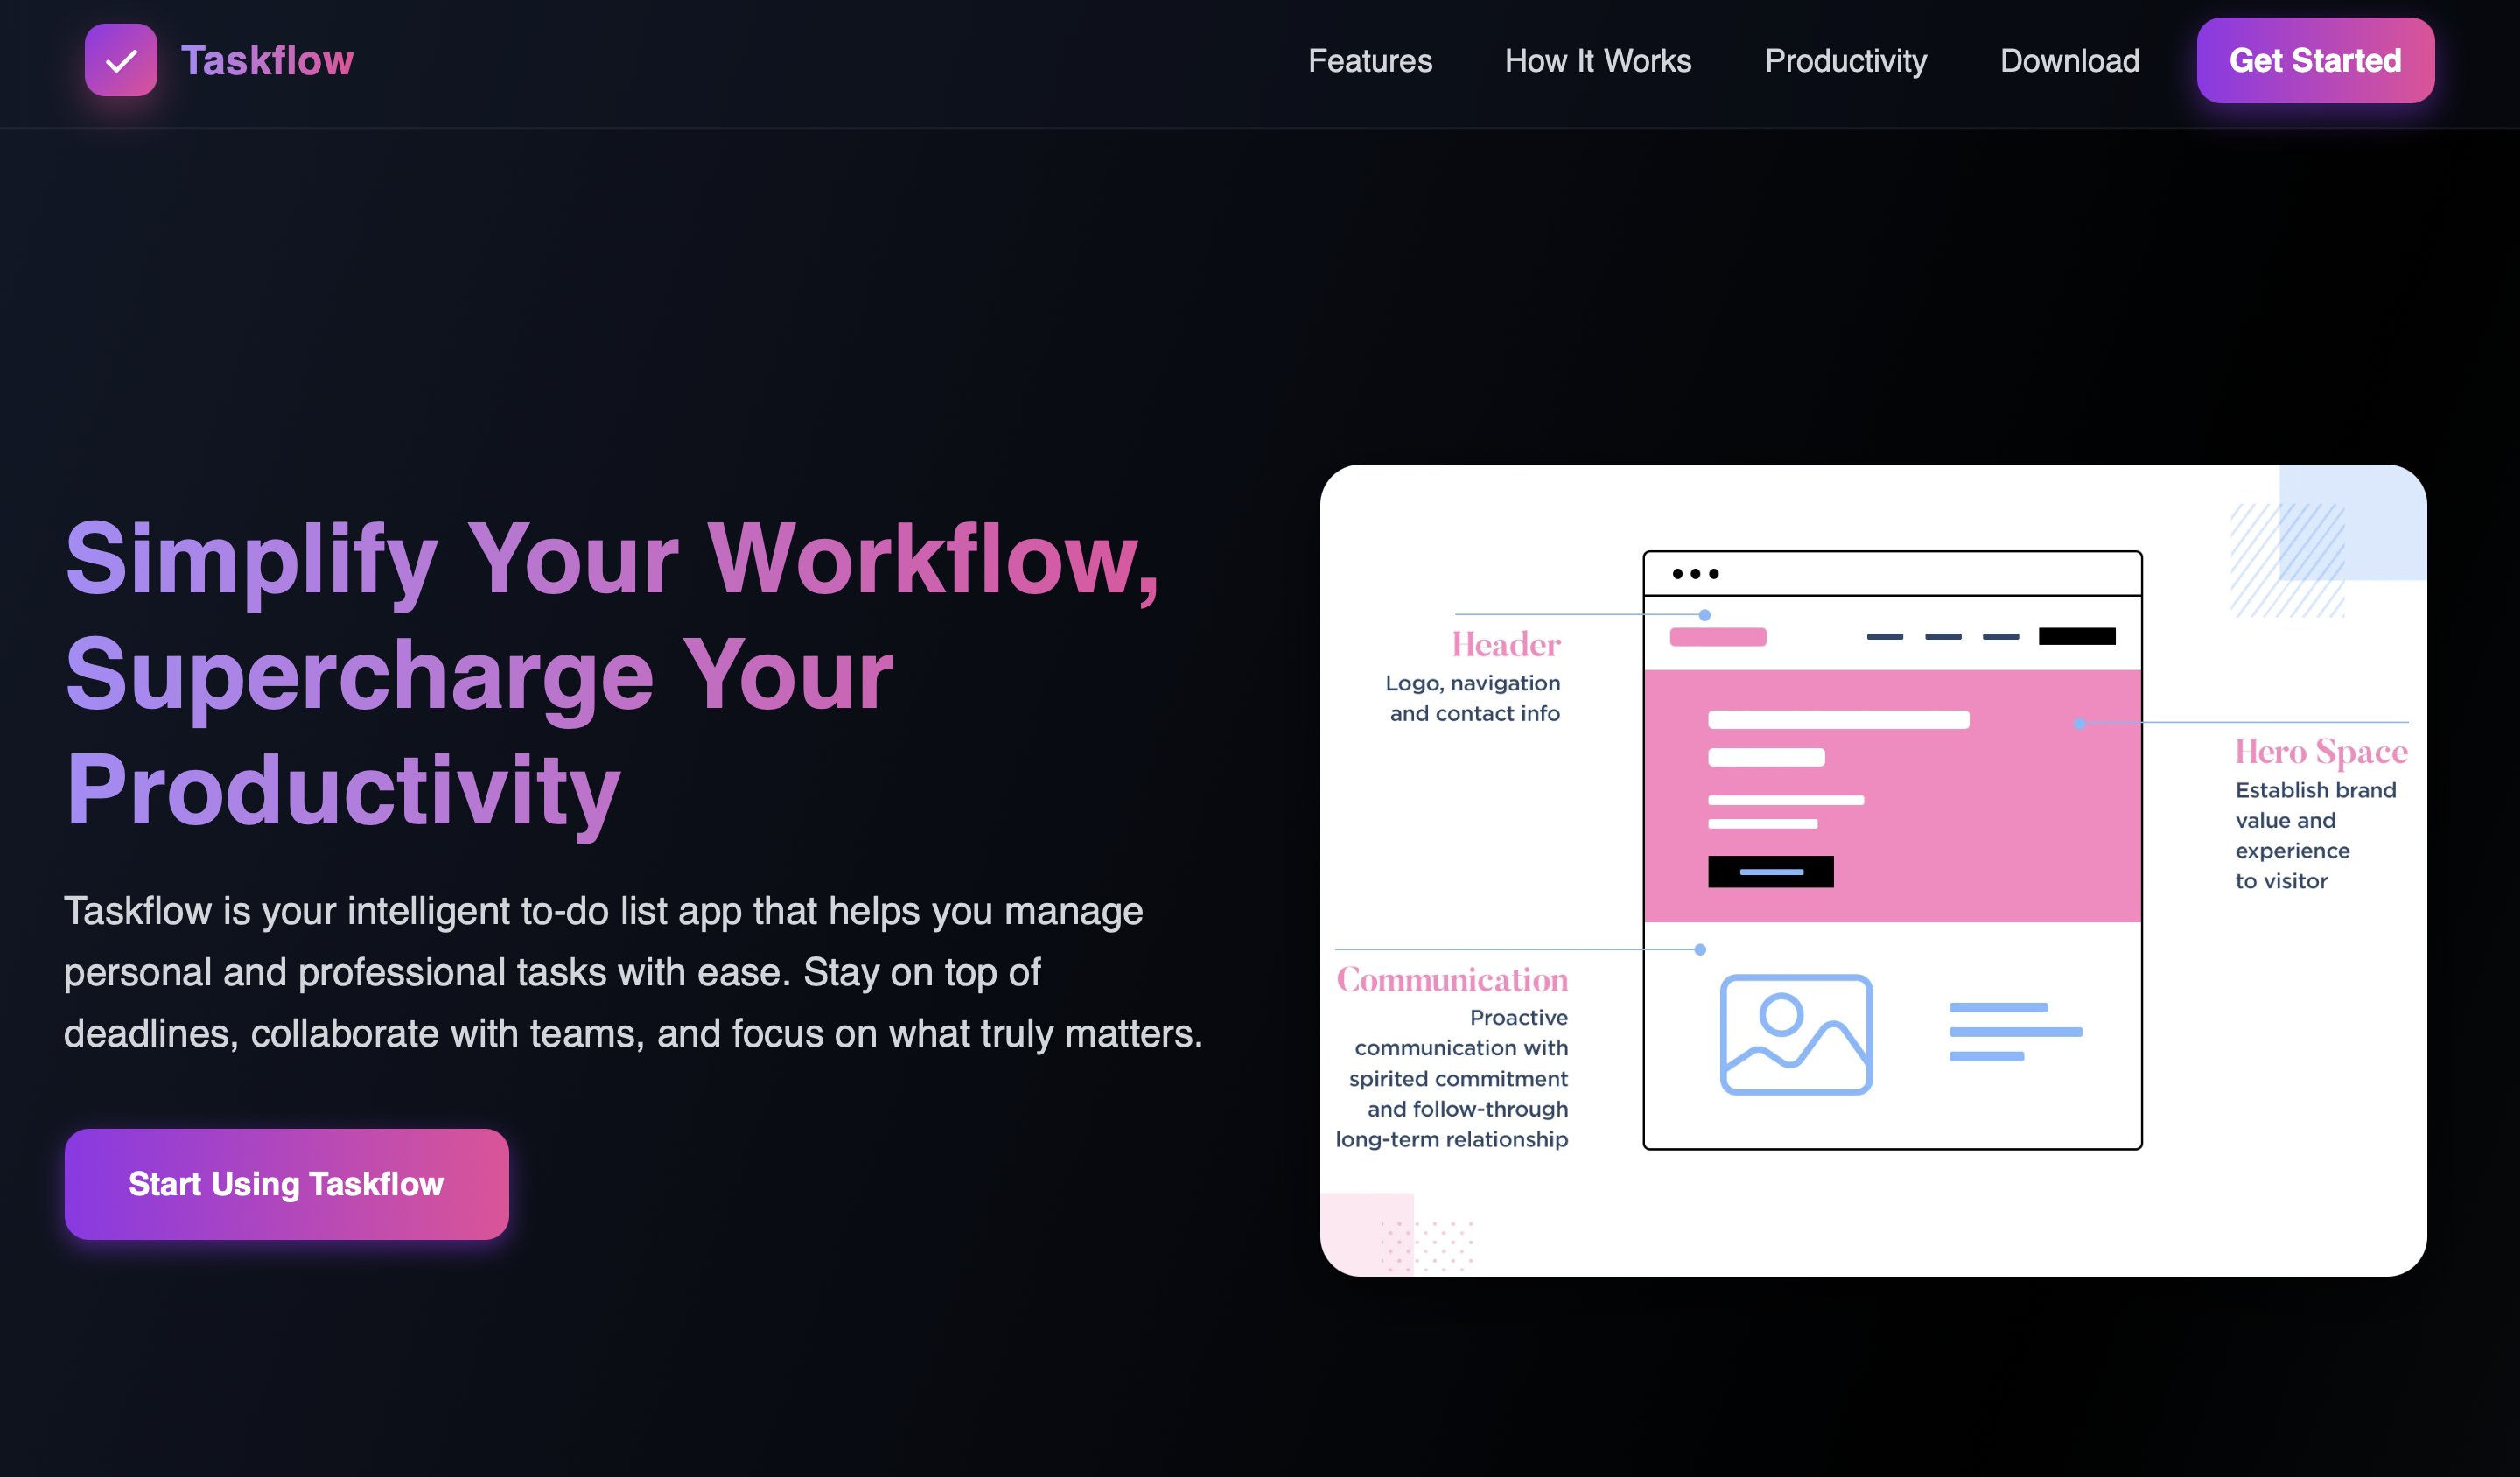 Taskflow
Features
How It Works
Productivity
Download
Get Started
Simplify Your Workflow,
Supercharge Your
Productivity
Taskflow is your intelligent to-do list app that helps you manage
personal and professional tasks with ease. Stay on top of
deadlines, collaborate with teams, and focus on what truly matters.
Start Using Taskflow
Header
Logo, navigation
and contact info
Hero Space
Establish brand
value and
experience
to visitor
Communication
Proactive
communication with
spirited commitment
and follow-through
long-term relationship